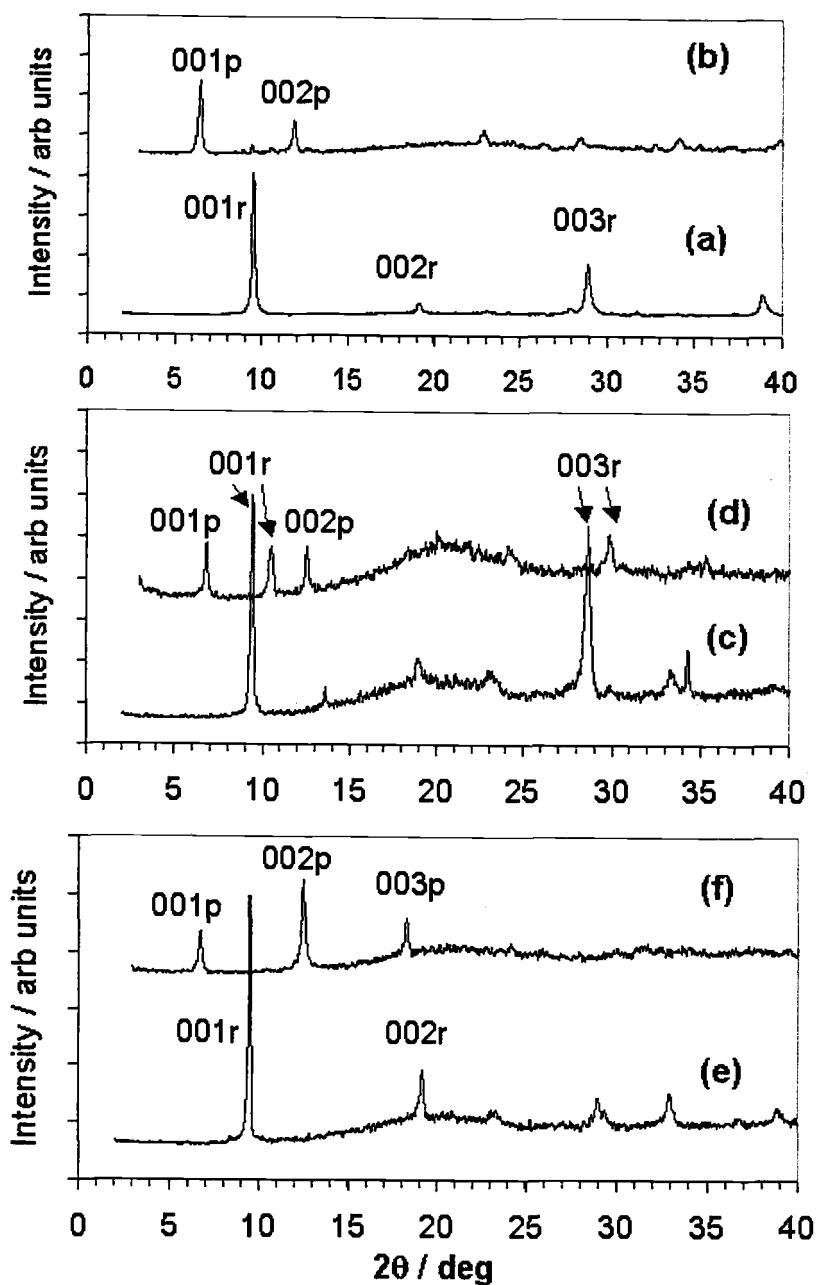 Intensity / arb units
001p
002p
(b)
001r
002r
003r
(a)
0 5 10 15 20 25 30 35 40
Intensity / arb units
001r
003r
001p
002p
(d)
(c)
0 5 10 15 20 25 30 35 40
Intensity / arb units
002p
001p
003p
(f)
001r
002r
(e)
0 5 10 15 20 25 30 35 40
2θ / deg